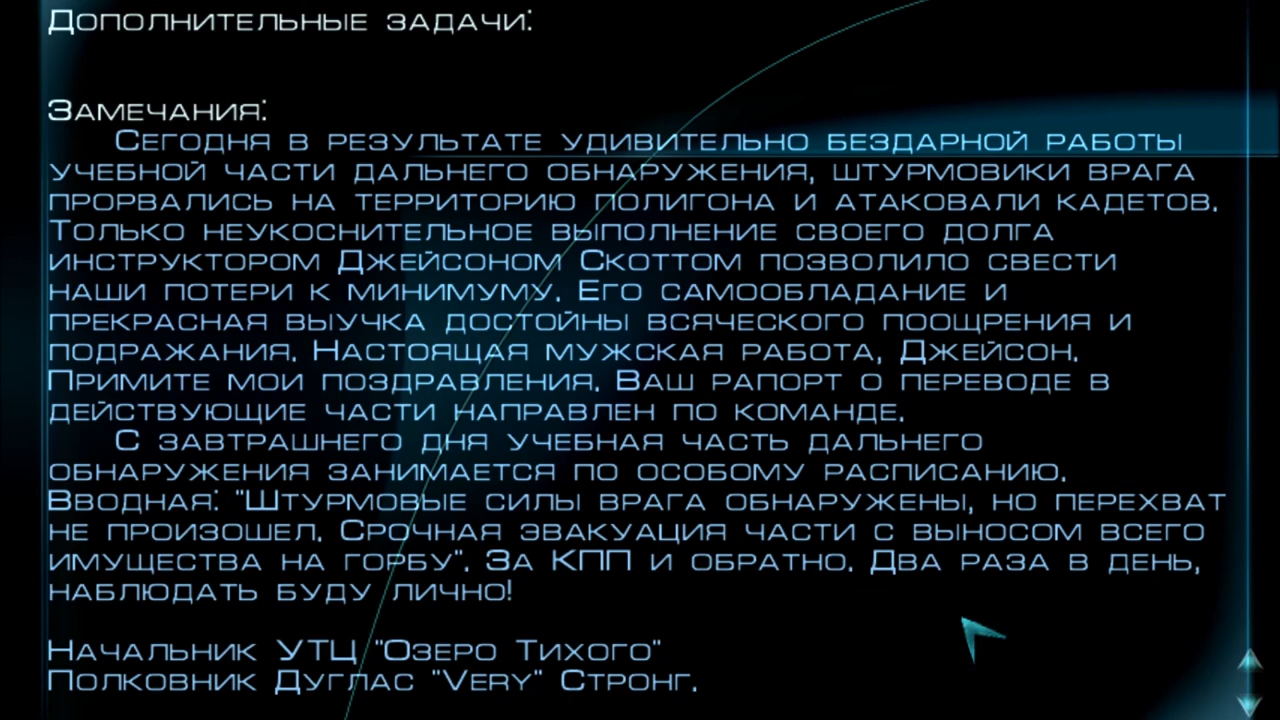 Дополнительные задачи:
Замечания:
Сегодня в результате удивительно бездарной работы
учебной части дальнего обнаружения, штурмовики врага
прорвались на территорию полигона и атаковали кадетов.
Только неукоснительное выполнение своего долга
инструктором Джейсоном Скоттом позволило свести
наши потери к минимуму. Его самообладание и
прекрасная выучка достойны всяческого поощрения и
подражания. Настоящая мужская работа, Джейсон.
Примите мои поздравления. Ваш рапорт о переводе в
действующие части направлен по команде.
С завтрашнего дня учебная часть дальнего
обнаружения занимается по особому расписанию.
Вводная: "Штурмовые силы врага обнаружены, но перехват
не произошел. Срочная эвакуация части с выносом всего
имущества на горбу". За КПП и обратно. Два раза в день,
наблюдать буду лично!
Начальник УТЦ "Озеро Тихого"
Полковник Дуглас "Very" Стронг.